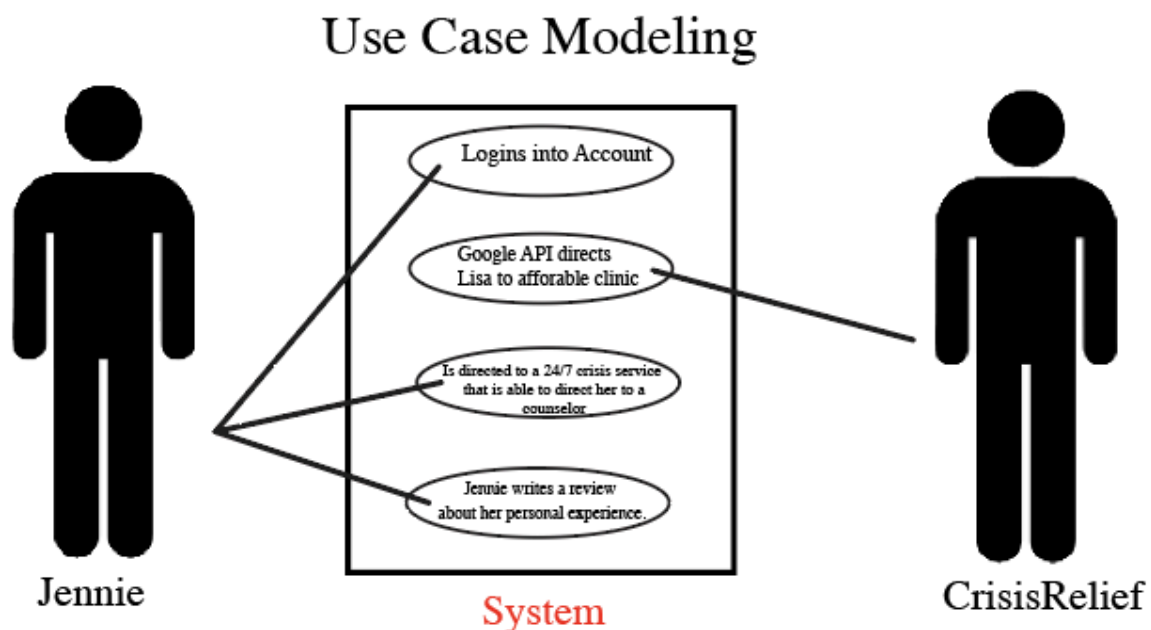 Use Case Modeling
Logins into Account
Google API directs
Lisa to afforable clinic
Is directed to a 24/7 crisis service
that is able to direct her to a
counselor
Jennie writes a review
about her personal experience.
Jennie
System
CrisisRelief